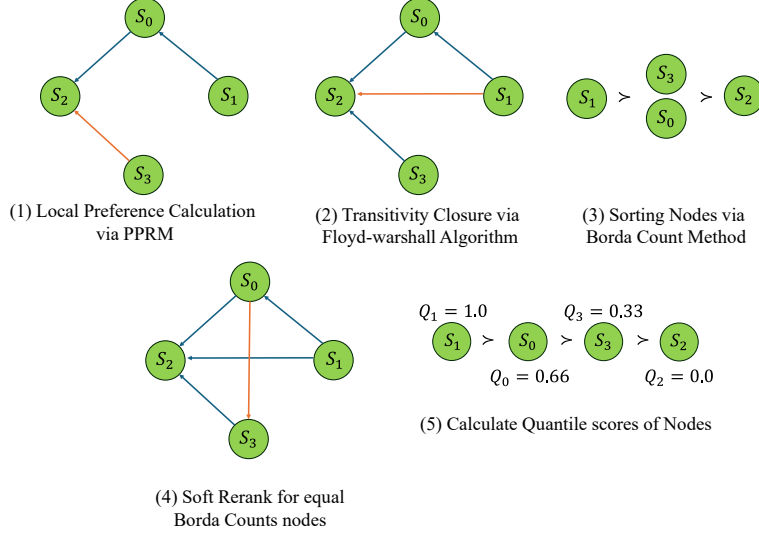 S₀
S₂
S₁
S₃
(1) Local Preference Calculation
via PPRM
S₀
S₂
S₁
S₃
(2) Transitivity Closure via
Floyd-warshall Algorithm
S₁ ≻ S₃ S₀ ≻ S₂
(3) Sorting Nodes via
Borda Count Method
S₀
S₂
S₁
S₃
(4) Soft Rerank for equal
Borda Counts nodes
Q₁ = 1.0 Q₃ = 0.33
S₁ ≻ S₀ ≻ S₃ ≻ S₂
Q₀ = 0.66 Q₂ = 0.0
(5) Calculate Quantile scores of Nodes